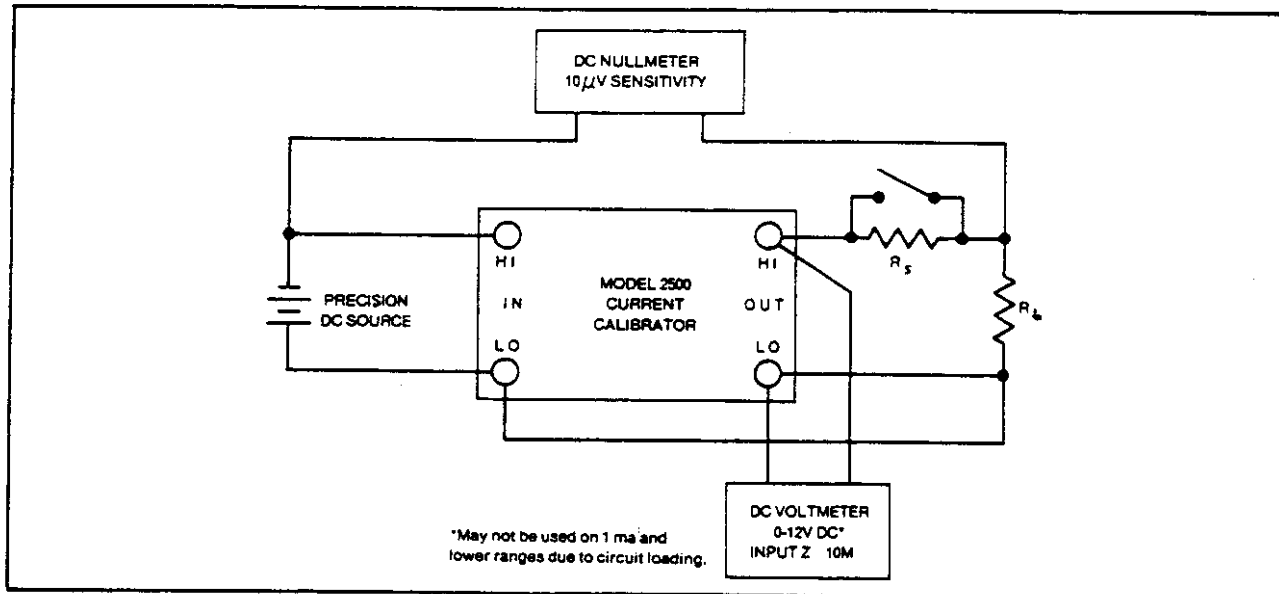 DC NULLMETER
10μV SENSITIVITY
HI
HI
R_S
PRECISION
DC SOURCE
IN
MODEL 2500
CURRENT
CALIBRATOR
OUT
LO
LO
DC VOLTMETER
0-12V DC*
INPUT Z 10M
*May not be used on 1 ma and
lower ranges due to circuit loading.